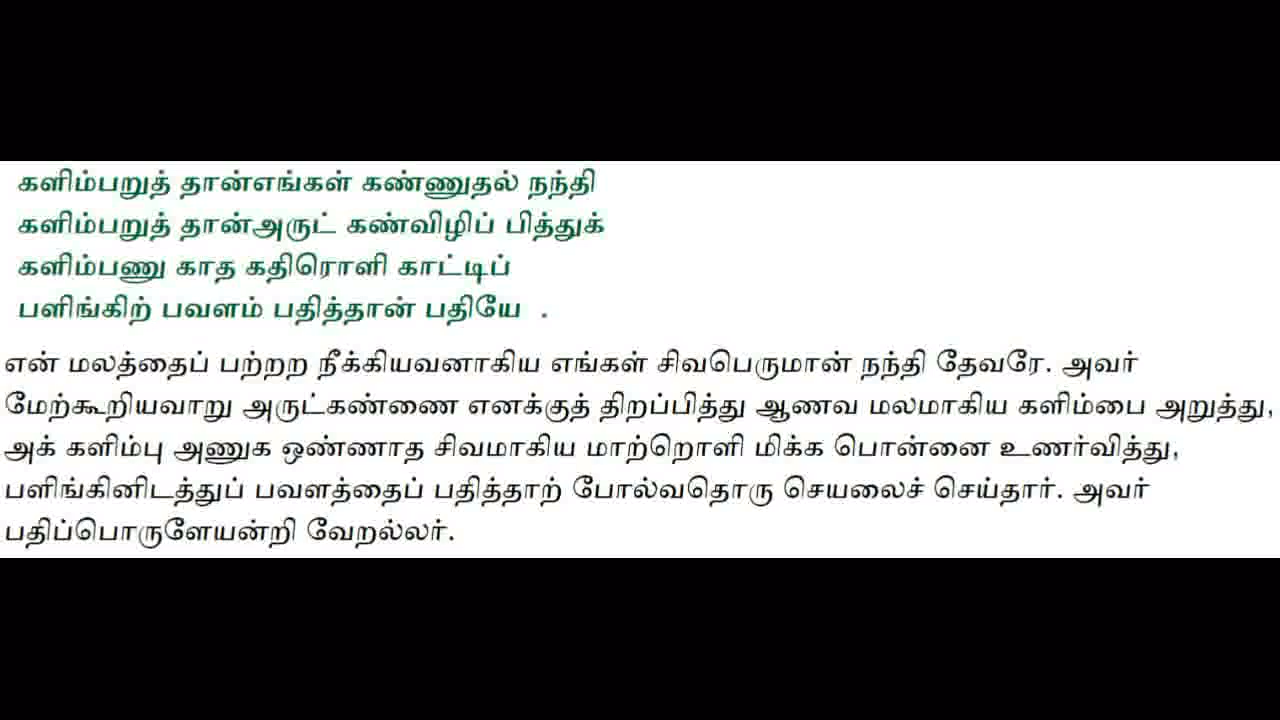 களிம்பறுத் தான்எங்கள் கண்ணுதல் நந்தி
களிம்பறுத் தான்அருட் கண்விழிப் பித்துக்
களிம்பணு காத கதிரொளி காட்டிப்
பளிங்கிற் பவளம் பதித்தான் பதியே .
என் மலத்தைப் பற்றற நீக்கியவனாகிய எங்கள் சிவபெருமான் நந்தி தேவரே. அவர்
மேற்கூறியவாறு அருட்கண்ணை எனக்குத் திறப்பித்து ஆணவ மலமாகிய களிம்பை அறுத்து,
அக் களிம்பு அணுக ஒண்ணாத சிவமாகிய மாற்றொளி மிக்க பொன்னை உணர்வித்து,
பளிங்கினிடத்துப் பவளத்தைப் பதித்தாற் போல்வதொரு செயலைச் செய்தார். அவர்
பதிப்பொருளேயன்றி வேறல்லர்.